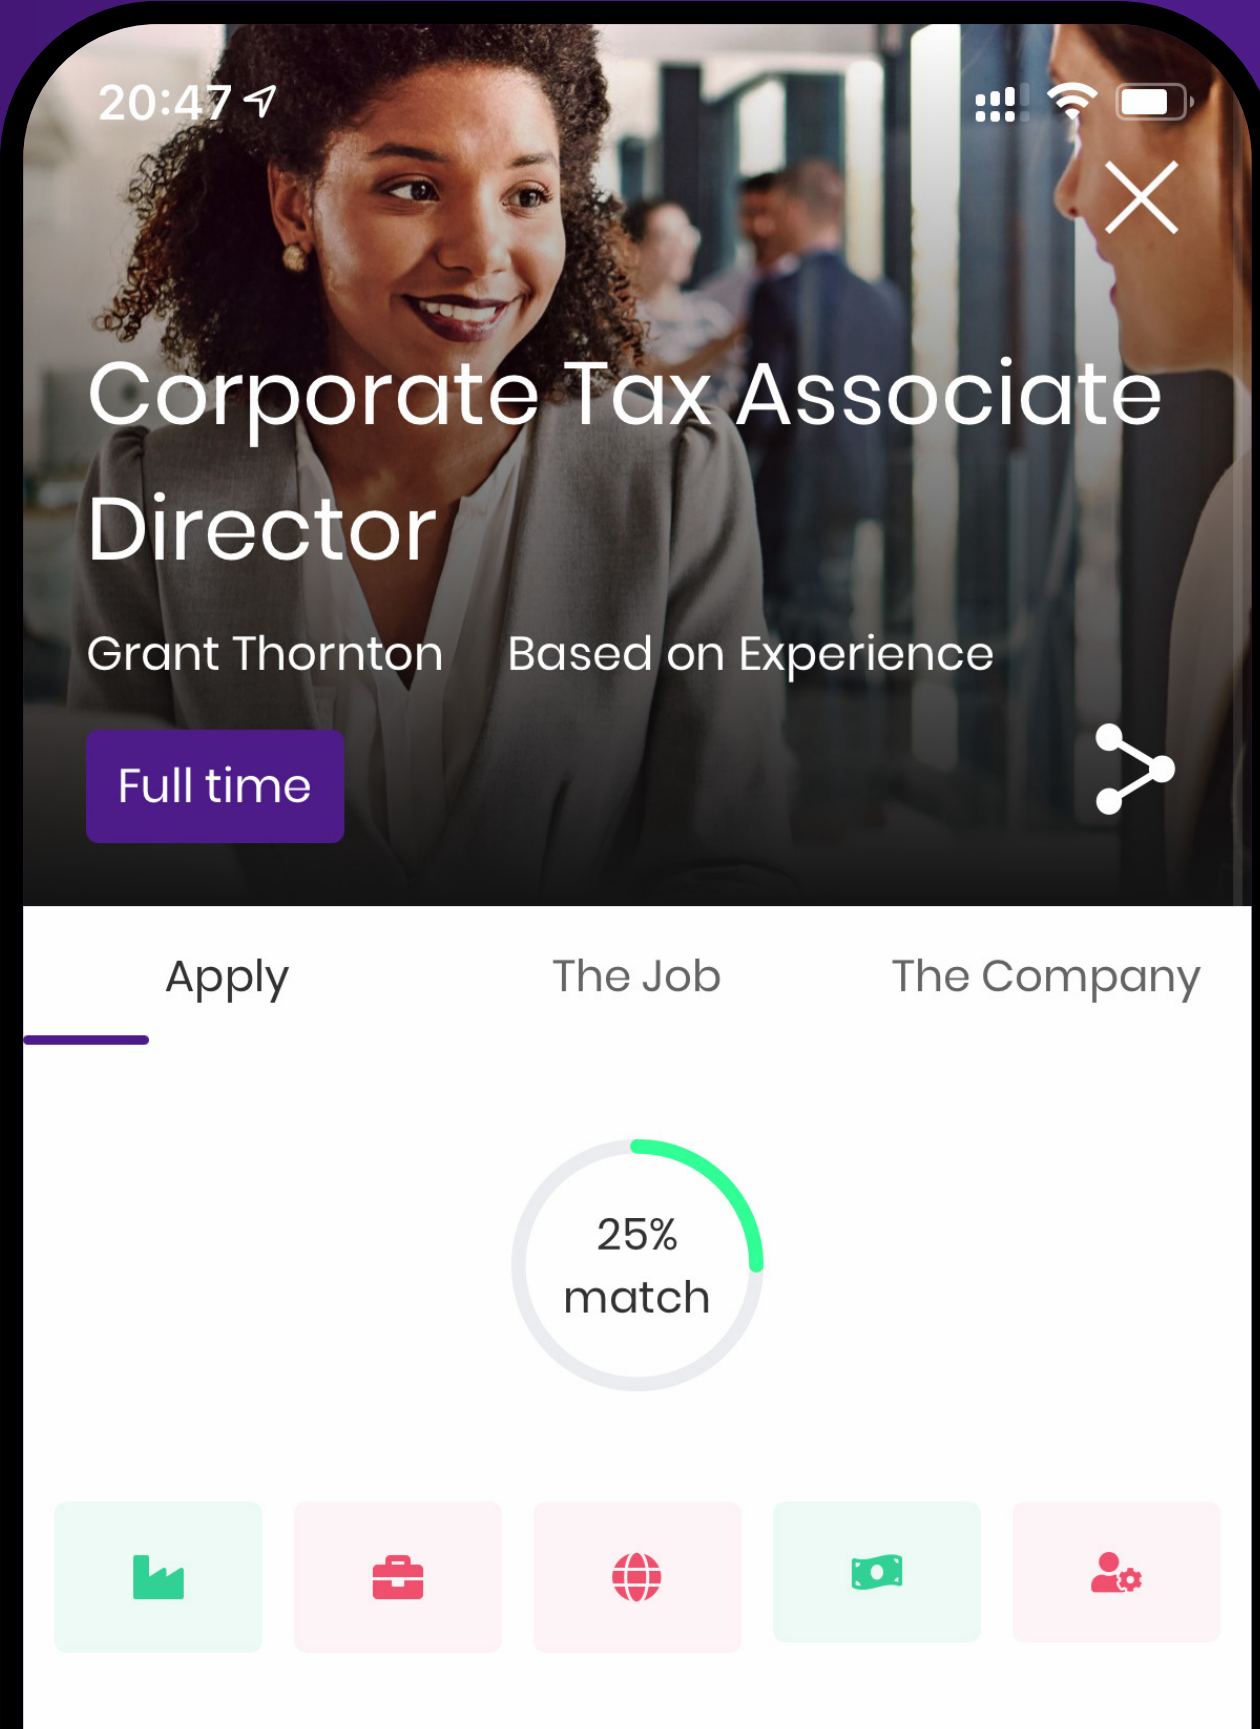 20:47
Corporate Tax Associate
Director
Grant Thornton Based on Experience
Full time
Apply The Job The Company
25%
match